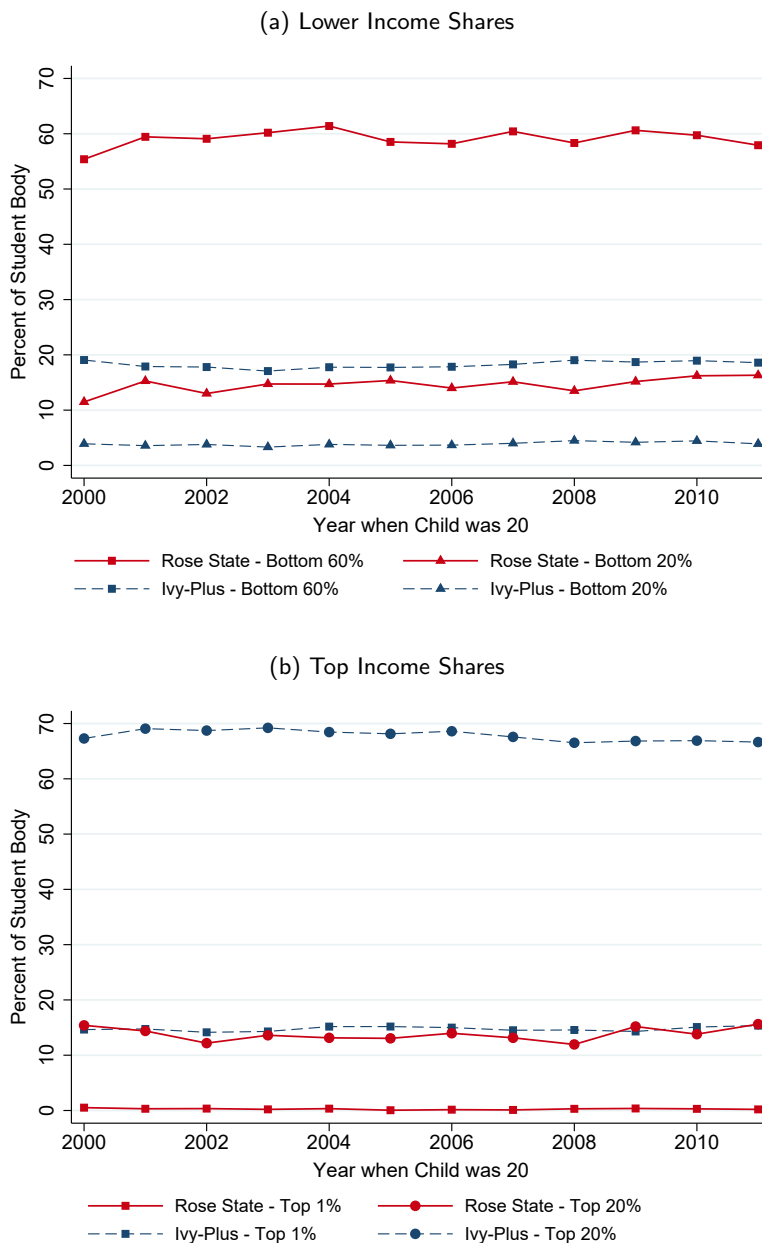 (a) Lower Income Shares
Percent of Student Body
70
60
50
40
30
20
10
0
2000 2002 2004 2006 2008 2010
Year when Child was 20
Rose State - Bottom 60% Rose State - Bottom 20%
Ivy-Plus - Bottom 60% Ivy-Plus - Bottom 20%
(b) Top Income Shares
Percent of Student Body
70
60
50
40
30
20
10
0
2000 2002 2004 2006 2008 2010
Year when Child was 20
Rose State - Top 1% Rose State - Top 20%
Ivy-Plus - Top 1% Ivy-Plus - Top 20%